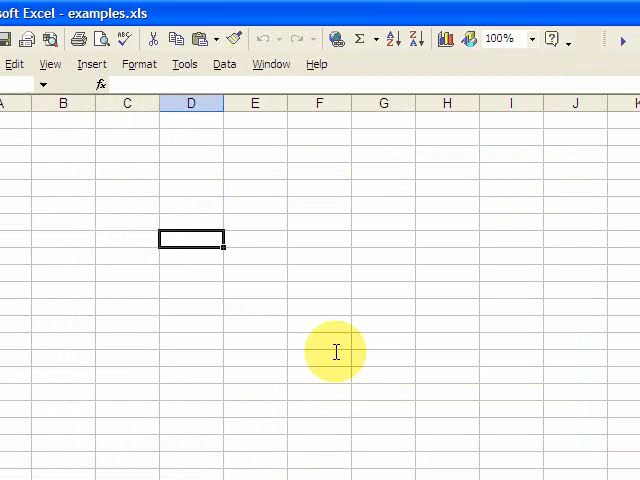 soft Excel - examples.xls
100%
Edit View Insert Format Tools Data Window Help
fx
A B C D E F G H I J K